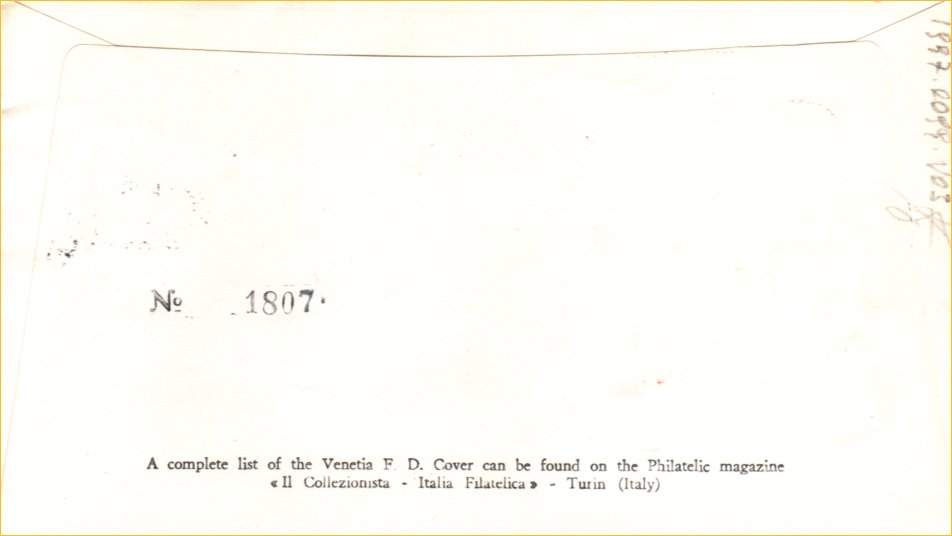 Nº 1807.
A complete list of the Venetia F. D. Cover can be found on the Philatelic magazine
« Il Collezionista - Italia Filatelica » - Turin (Italy)